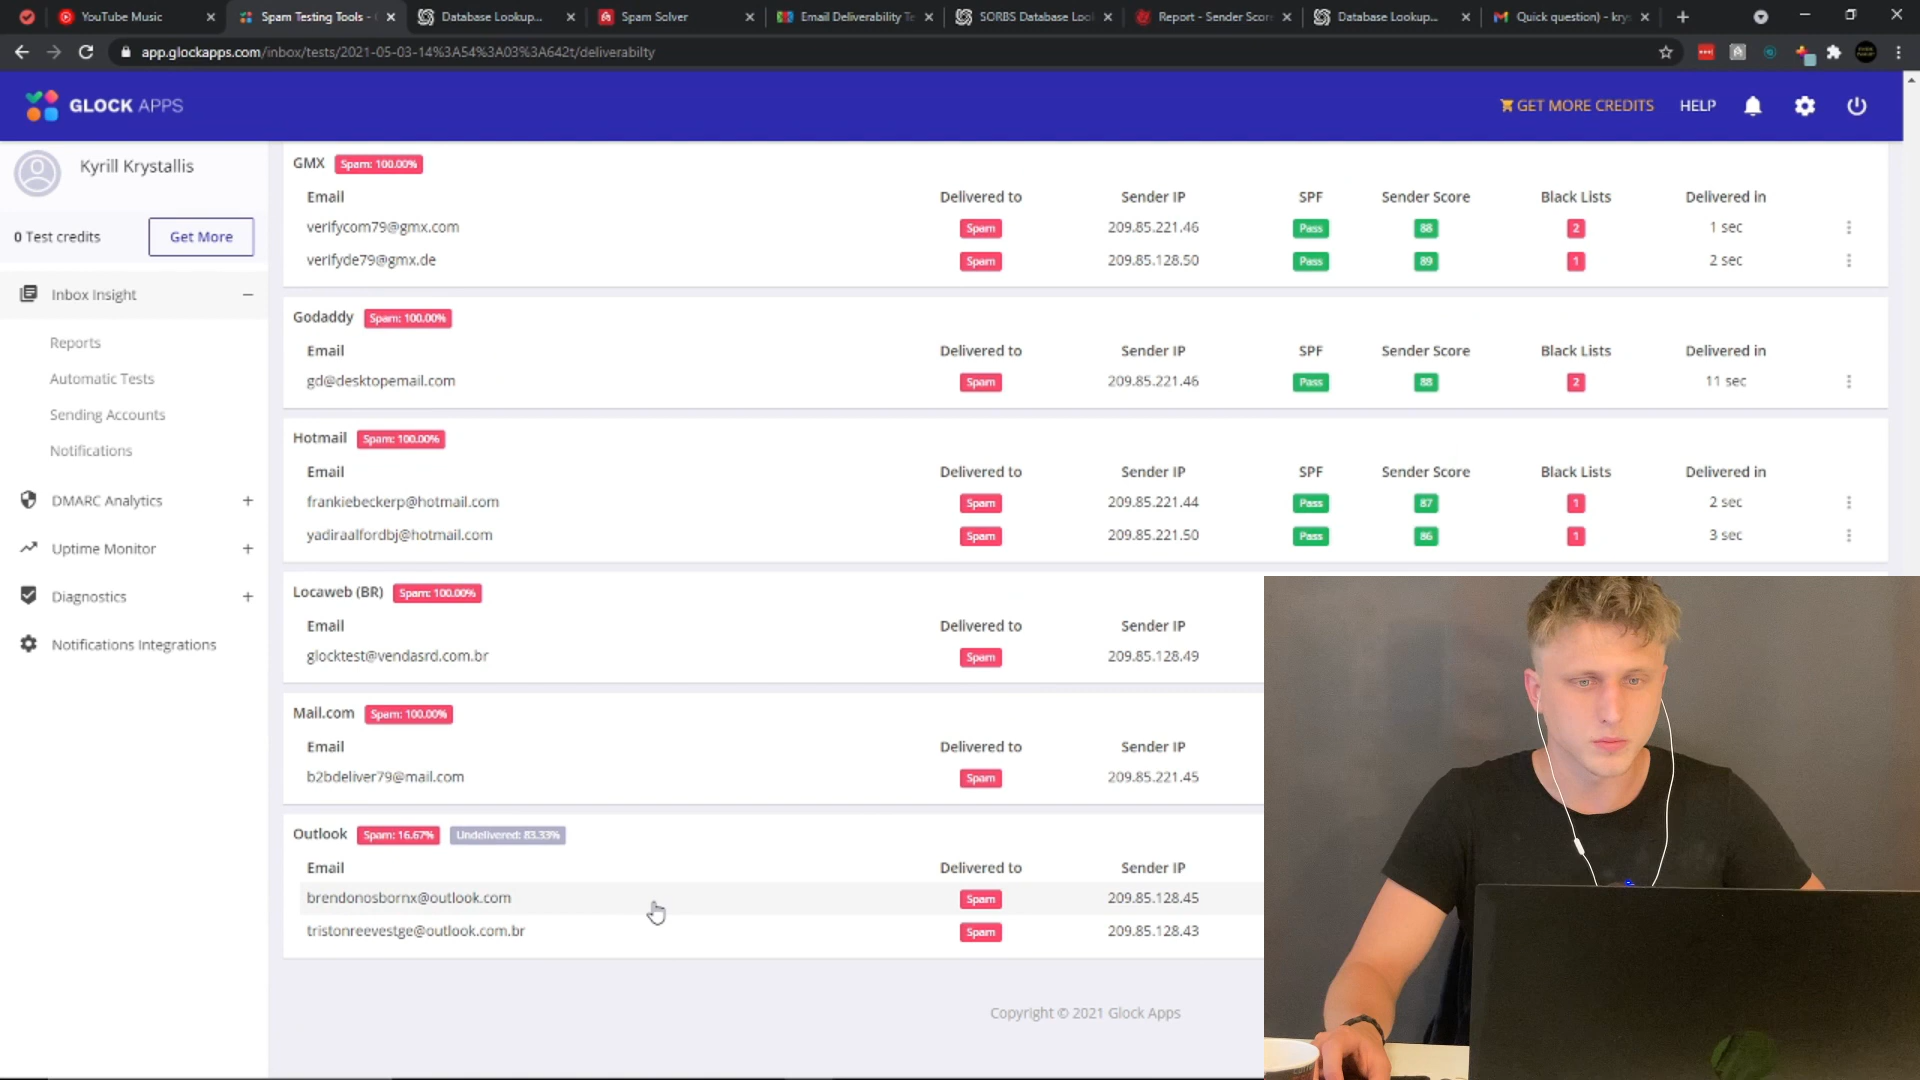 YouTube Music
Spam Testing Tools -
Database Lookup...
Spam Solver
Email Deliverability Te
SORBS Database Loo
Report - Sender Scor
Database Lookup...
Quick question) - kry
app.glockapps.com/inbox/tests/2021-05-03-14%3A54%3A03%3A642t/deliverabilty
GLOCK APPS
GET MORE CREDITS
HELP
Kyrill Krystallis
0 Test credits
Get More
Inbox Insight
Reports
Automatic Tests
Sending Accounts
Notifications
DMARC Analytics
Uptime Monitor
Diagnostics
Notifications Integrations
GMX Spam: 100.00%
Email Delivered to Sender IP SPF Sender Score Black Lists Delivered in
verifycom79@gmx.com Spam 209.85.221.46 Pass 88 2 1 sec
verifyde79@gmx.de Spam 209.85.128.50 Pass 89 1 2 sec
Godaddy Spam: 100.00%
Email Delivered to Sender IP SPF Sender Score Black Lists Delivered in
gd@desktopemail.com Spam 209.85.221.46 Pass 88 2 11 sec
Hotmail Spam: 100.00%
Email Delivered to Sender IP SPF Sender Score Black Lists Delivered in
frankiebeckerp@hotmail.com Spam 209.85.221.44 Pass 87 1 2 sec
yadiraalfordbj@hotmail.com Spam 209.85.221.50 Pass 86 1 3 sec
Locaweb (BR) Spam: 100.00%
Email Delivered to Sender IP
glocktest@vendasrd.com.br Spam 209.85.128.49
Mail.com Spam: 100.00%
Email Delivered to Sender IP
b2bdeliver79@mail.com Spam 209.85.221.45
Outlook Spam: 16.67% Undelivered: 83.33%
Email Delivered to Sender IP
brendonosbornx@outlook.com Spam 209.85.128.45
tristonreevestge@outlook.com.br Spam 209.85.128.43
Copyright © 2021 Glock Apps